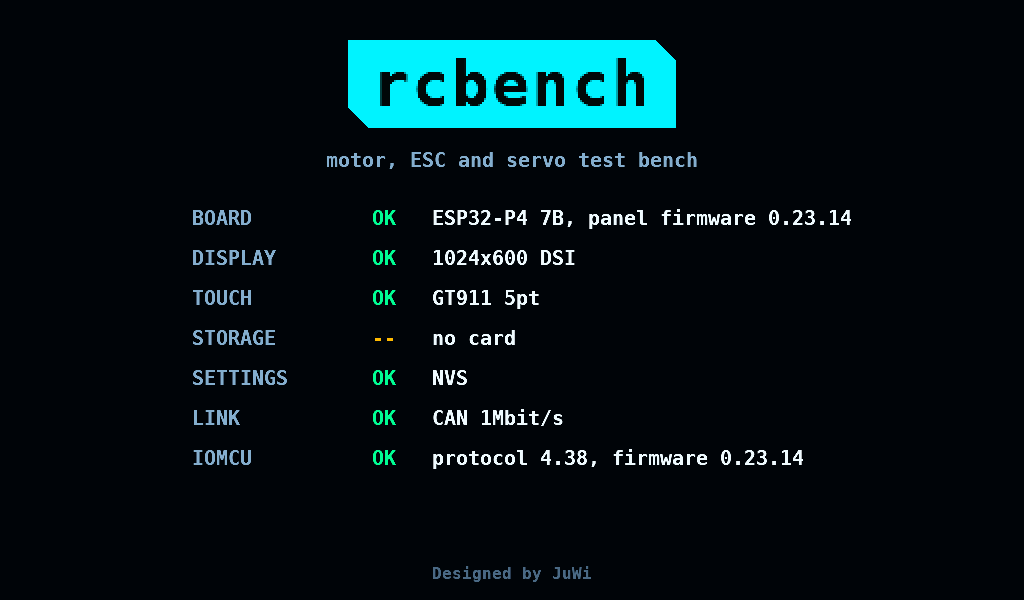 rcbench
motor, ESC and servo test bench
BOARD OK ESP32-P4 7B, panel firmware 0.23.14
DISPLAY OK 1024x600 DSI
TOUCH OK GT911 5pt
STORAGE -- no card
SETTINGS OK NVS
LINK OK CAN 1Mbit/s
IOMCU OK protocol 4.38, firmware 0.23.14
Designed by JuWi